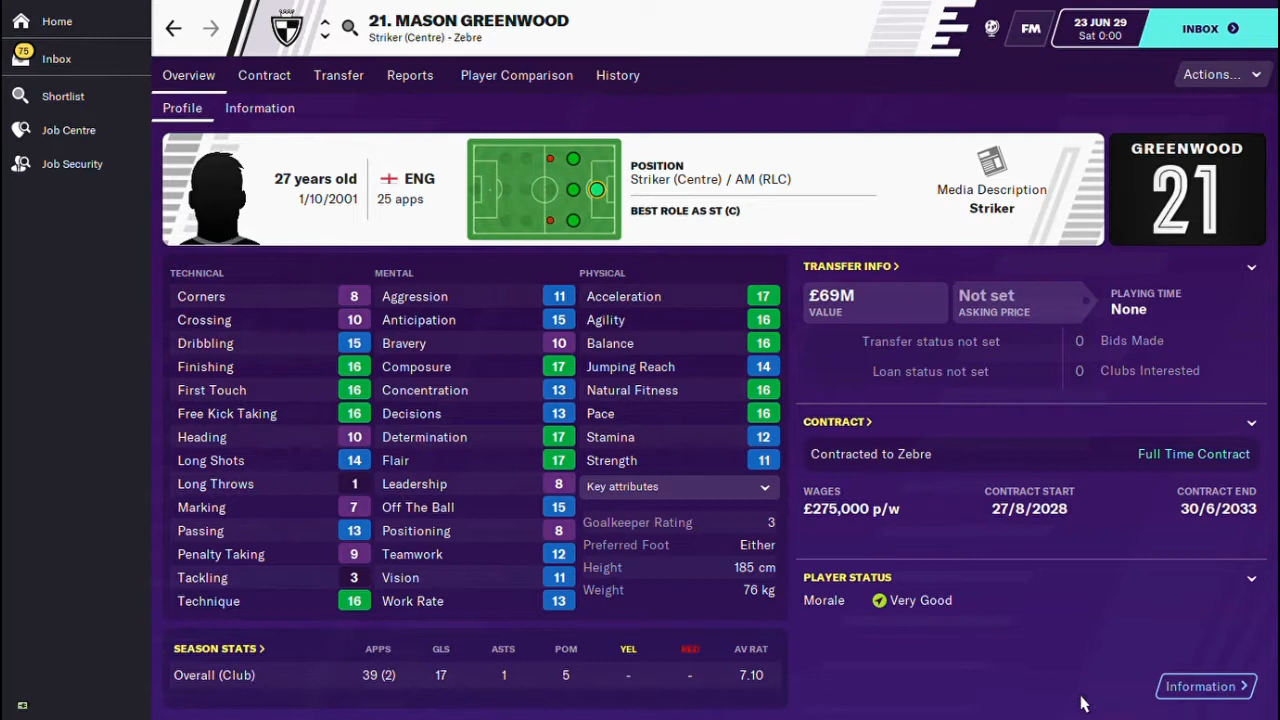 Home
75
Inbox
Shortlist
Job Centre
Job Security
21. MASON GREENWOOD
Striker (Centre) - Zebre
FM
23 JUN 29
Sat 0:00
INBOX
Overview Contract Transfer Reports Player Comparison History
Actions...
Profile Information
27 years old
1/10/2001
ENG
25 apps
POSITION
Striker (Centre) / AM (RLC)
BEST ROLE AS ST (C)
Media Description
Striker
GREENWOOD
21
TECHNICAL MENTAL PHYSICAL
Corners 8 Aggression 11 Acceleration 17
Crossing 10 Anticipation 15 Agility 16
Dribbling 15 Bravery 10 Balance 16
Finishing 16 Composure 17 Jumping Reach 14
First Touch 16 Concentration 13 Natural Fitness 16
Free Kick Taking 16 Decisions 13 Pace 16
Heading 10 Determination 17 Stamina 12
Long Shots 14 Flair 17 Strength 11
Long Throws 1 Leadership 8 Key attributes
Marking 7 Off The Ball 15
Passing 13 Positioning 8 Goalkeeper Rating 3
Penalty Taking 9 Teamwork 12 Preferred Foot Either
Tackling 3 Vision 11 Height 185 cm
Technique 16 Work Rate 13 Weight 76 kg
SEASON STATS > APPS GLS ASTS POM YEL RED AV RAT
Overall (Club) 39 (2) 17 1 5 - - 7.10
TRANSFER INFO >
£69M
VALUE
Not set
ASKING PRICE
PLAYING TIME
None
Transfer status not set 0 Bids Made
Loan status not set 0 Clubs Interested
CONTRACT >
Contracted to Zebre Full Time Contract
WAGES CONTRACT START CONTRACT END
£275,000 p/w 27/8/2028 30/6/2033
PLAYER STATUS
Morale Very Good
Information >